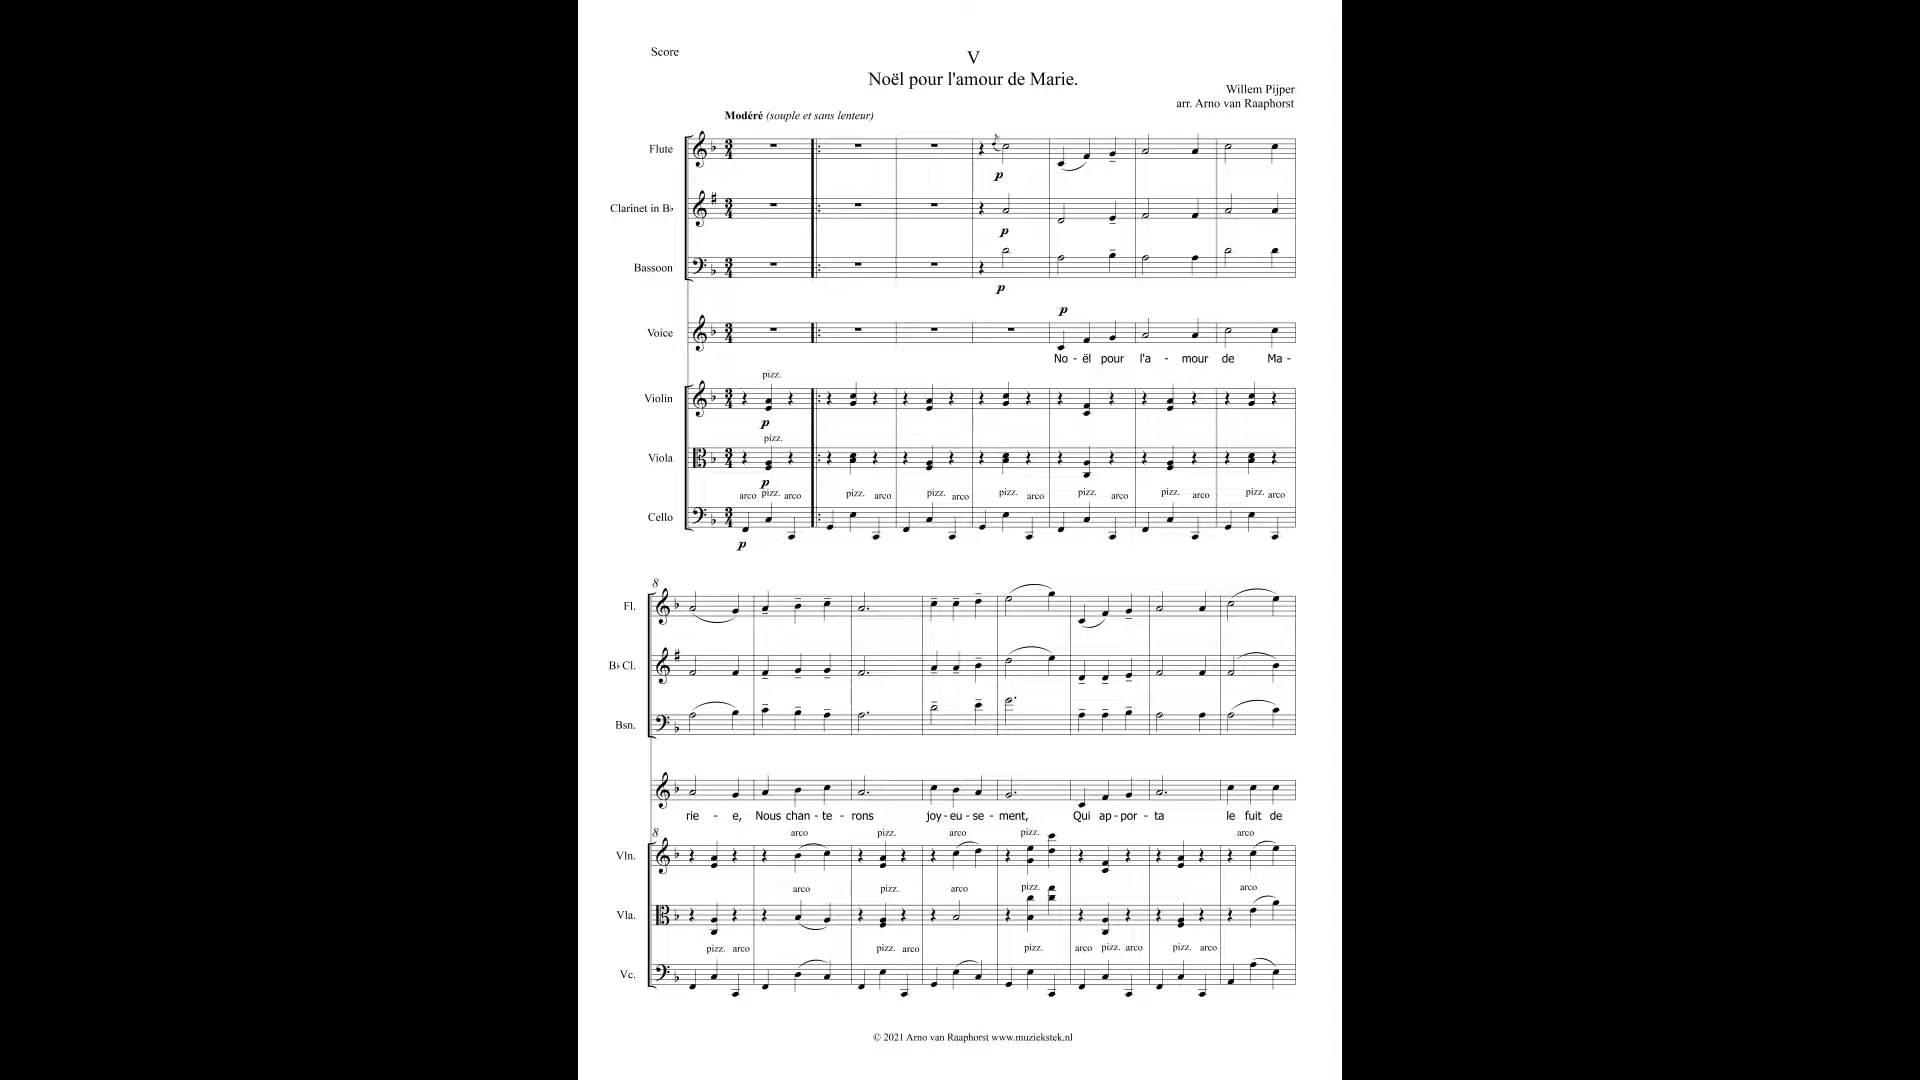 Score
V
Noël pour l'amour de Marie.
Willem Pijper
arr. Arno van Raaphorst
Modéré (souple et sans lenteur)
Flute
p
Clarinet in B♭
p
Bassoon
p
p
Voice
No - ël pour l'a - mour de Ma -
pizz.
Violin
p
pizz.
Viola
p
arco pizz. arco pizz. arco pizz. arco pizz. arco pizz. arco pizz. arco pizz. arco
Cello
p
8
Fl.
B♭ Cl.
Bsn.
rie - e, Nous chan - te - rons joy - eu - se - ment, Qui ap - por - ta le fuit de
8
arco pizz. arco pizz. arco
Vln.
arco pizz. arco pizz. arco
Vla.
pizz. arco pizz. arco pizz. arco pizz. arco pizz. arco
Vc.
© 2021 Arno van Raaphorst www.muziekstek.nl